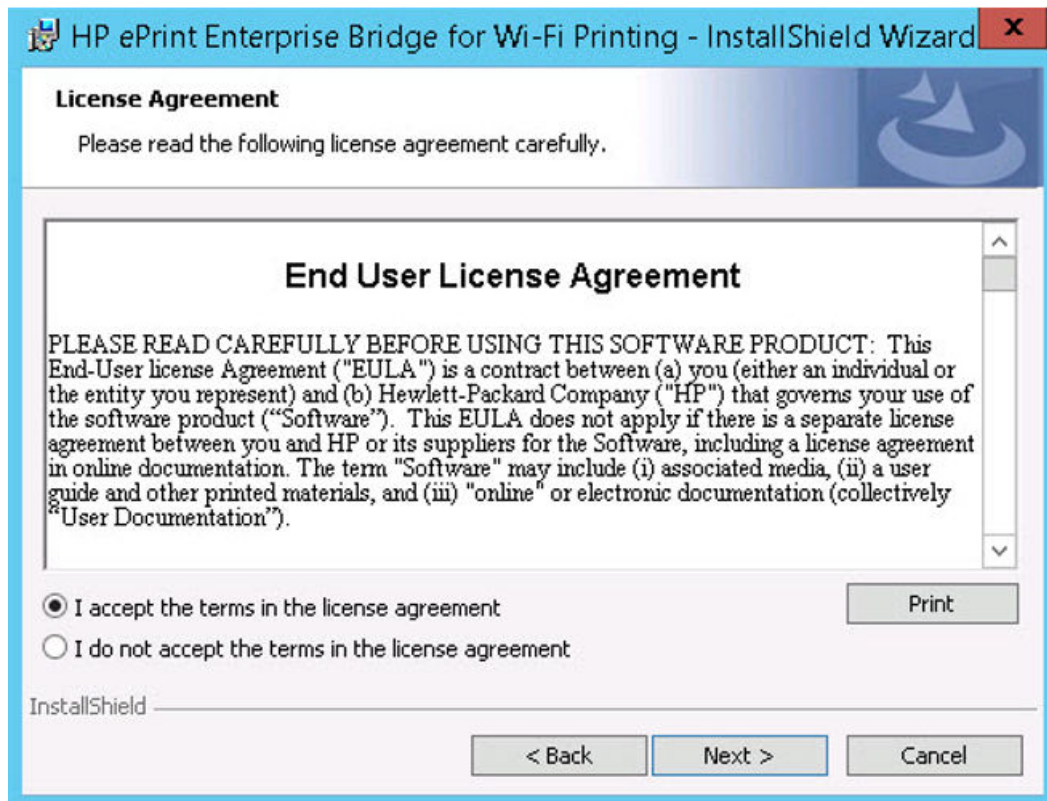 HP ePrint Enterprise Bridge for Wi-Fi Printing - InstallShield Wizard X
License Agreement
Please read the following license agreement carefully.
End User License Agreement
PLEASE READ CAREFULLY BEFORE USING THIS SOFTWARE PRODUCT: This
End-User license Agreement ("EULA") is a contract between (a) you (either an individual or
the entity you represent) and (b) Hewlett-Packard Company ("HP") that governs your use of
the software product (“Software”). This EULA does not apply if there is a separate license
agreement between you and HP or its suppliers for the Software, including a license agreement
in online documentation. The term "Software" may include (i) associated media, (ii) a user
guide and other printed materials, and (iii) "online" or electronic documentation (collectively
“User Documentation”).
I accept the terms in the license agreement
Print
I do not accept the terms in the license agreement
InstallShield
< Back Next > Cancel